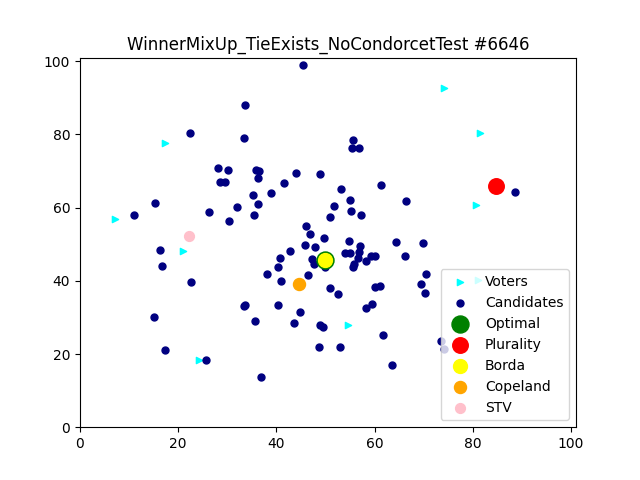 WinnerMixUp_TieExists_NoCondorcetTest #6646
100
80
60
40
20
0
0 20 40 60 80 100
Voters
Candidates
Optimal
Plurality
Borda
Copeland
STV